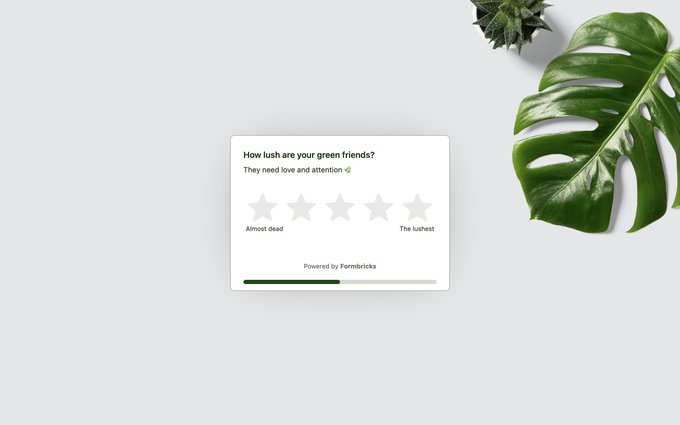 How lush are your green friends?
They need love and attention 🌿
Almost dead
The lushest
Powered by Formbricks